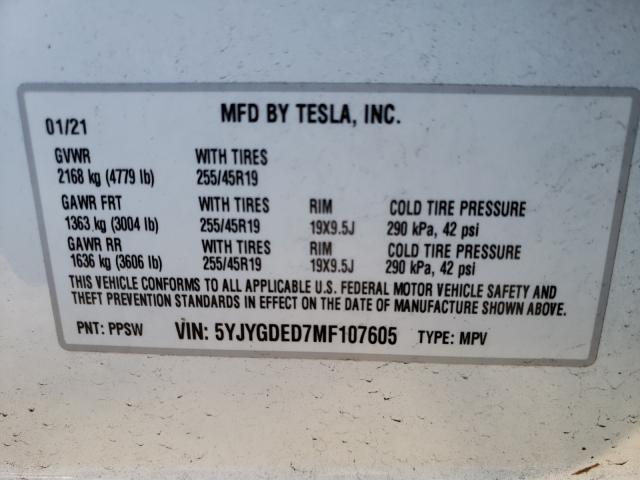 MFD BY TESLA, INC.
01/21
GVWR WITH TIRES
2168 kg (4779 lb) 255/45R19
GAWR FRT WITH TIRES RIM COLD TIRE PRESSURE
1363 kg (3004 lb) 255/45R19 19X9.5J 290 kPa, 42 psi
GAWR RR WITH TIRES RIM COLD TIRE PRESSURE
1636 kg (3606 lb) 255/45R19 19X9.5J 290 kPa, 42 psi
THIS VEHICLE CONFORMS TO ALL APPLICABLE U.S. FEDERAL MOTOR VEHICLE SAFETY AND
THEFT PREVENTION STANDARDS IN EFFECT ON THE DATE OF MANUFACTURE SHOWN ABOVE.
PNT: PPSW VIN: 5YJYGDED7MF107605 TYPE: MPV